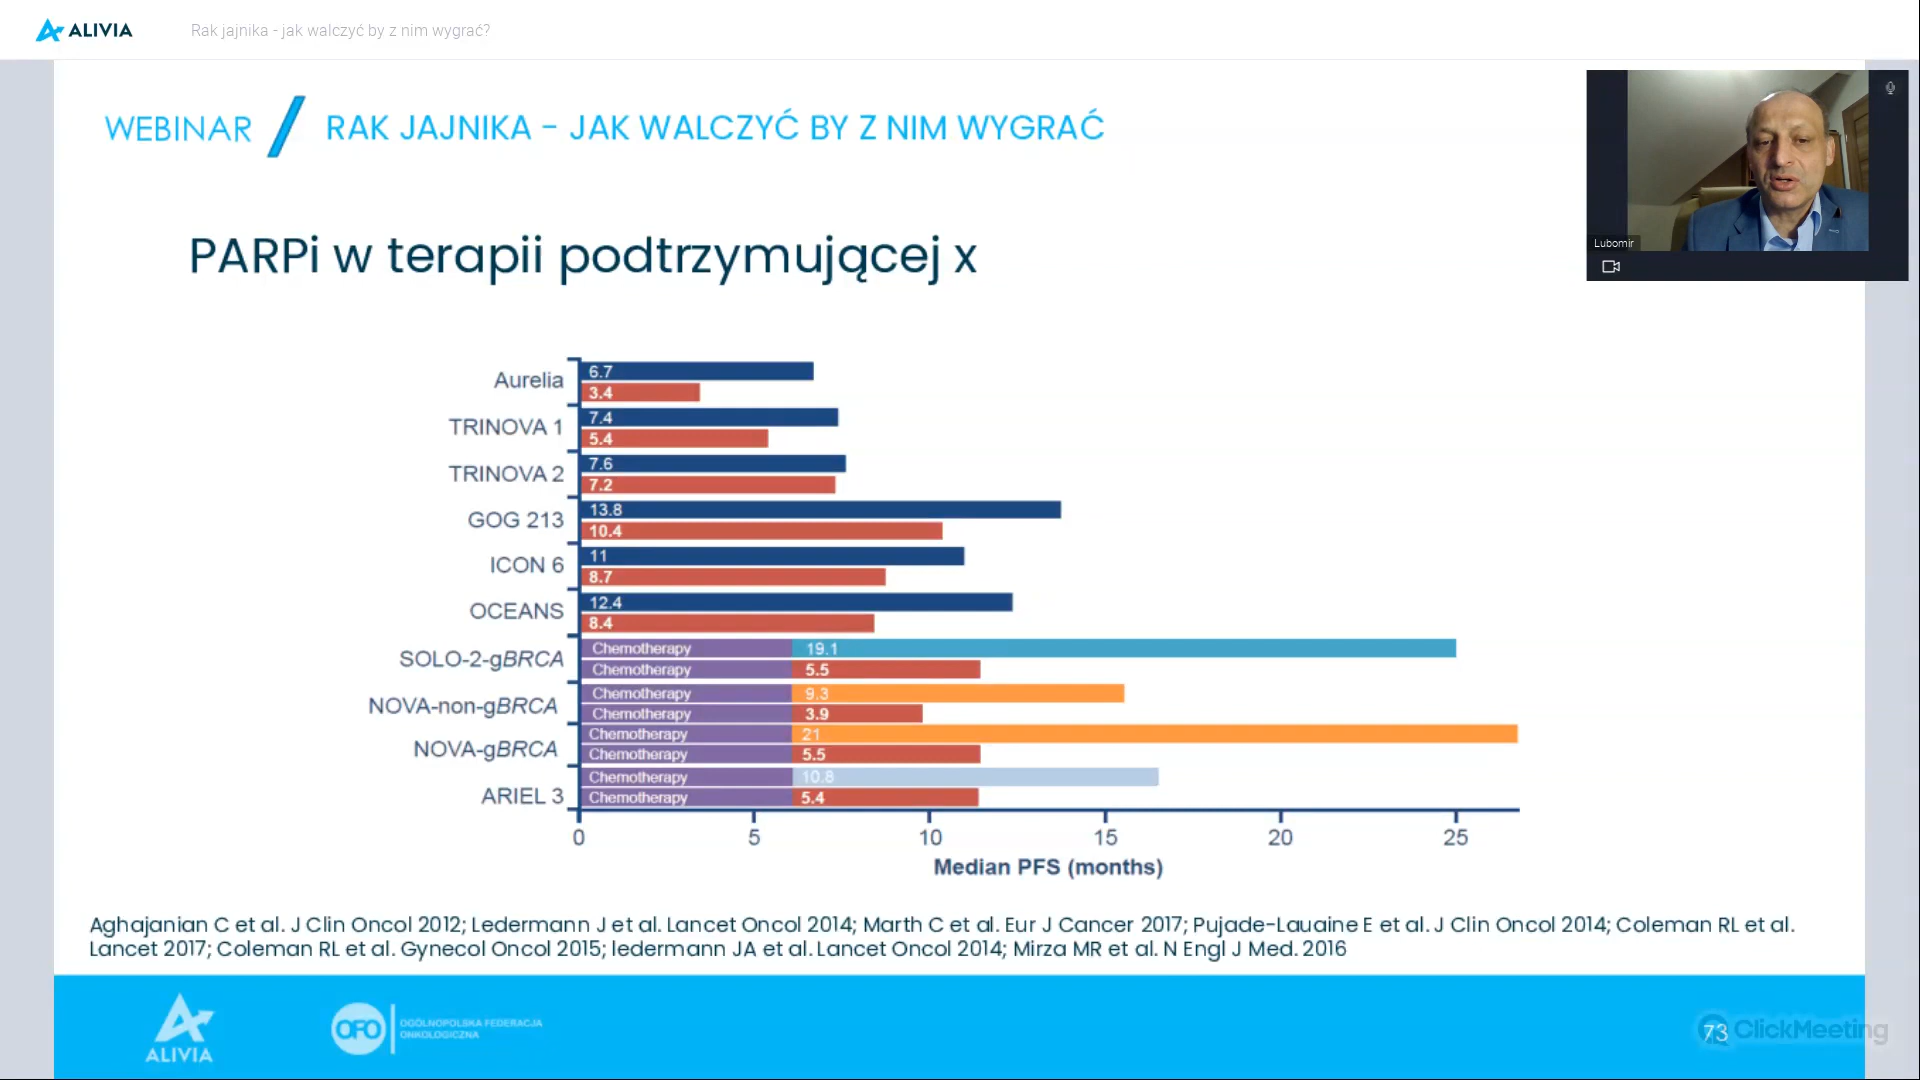 ALIVIA
Rak jajnika - jak walczyć by z nim wygrać?
WEBINAR / RAK JAJNIKA - JAK WALCZYĆ BY Z NIM WYGRAĆ
Lubomir
PARPi w terapii podtrzymującej x
Aurelia
6.7
3.4
TRINOVA 1
7.4
5.4
TRINOVA 2
7.6
7.2
GOG 213
13.8
10.4
ICON 6
11
8.7
OCEANS
12.4
8.4
SOLO-2-gBRCA
Chemotherapy 19.1
Chemotherapy 5.5
NOVA-non-gBRCA
Chemotherapy 9.3
Chemotherapy 3.9
NOVA-gBRCA
Chemotherapy 21
Chemotherapy 5.5
ARIEL 3
Chemotherapy 10.8
Chemotherapy 5.4
0 5 10 15 20 25
Median PFS (months)
Aghajanian C et al. J Clin Oncol 2012; Ledermann J et al. Lancet Oncol 2014; Marth C et al. Eur J Cancer 2017; Pujade-Lauaine E et al. J Clin Oncol 2014; Coleman RL et al.
Lancet 2017; Coleman RL et al. Gynecol Oncol 2015; ledermann JA et al. Lancet Oncol 2014; Mirza MR et al. N Engl J Med. 2016
ALIVIA
OFO
OGÓLNOPOLSKA FEDERACJA
ONKOLOGICZNA
73
ClickMeeting